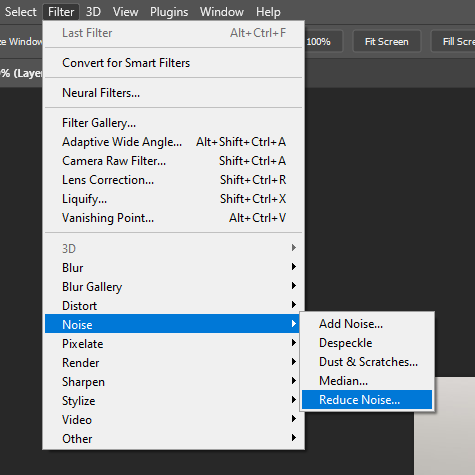 Select Filter 3D View Plugins Window Help
ze Window 100% Fit Screen Fill Scre
0% (Layer
Last Filter Alt+Ctrl+F
Convert for Smart Filters
Neural Filters...
Filter Gallery...
Adaptive Wide Angle... Alt+Shift+Ctrl+A
Camera Raw Filter... Shift+Ctrl+A
Lens Correction... Shift+Ctrl+R
Liquify... Shift+Ctrl+X
Vanishing Point... Alt+Ctrl+V
3D
Blur
Blur Gallery
Distort
Noise
Pixelate
Render
Sharpen
Stylize
Video
Other
Add Noise...
Despeckle
Dust & Scratches...
Median...
Reduce Noise...